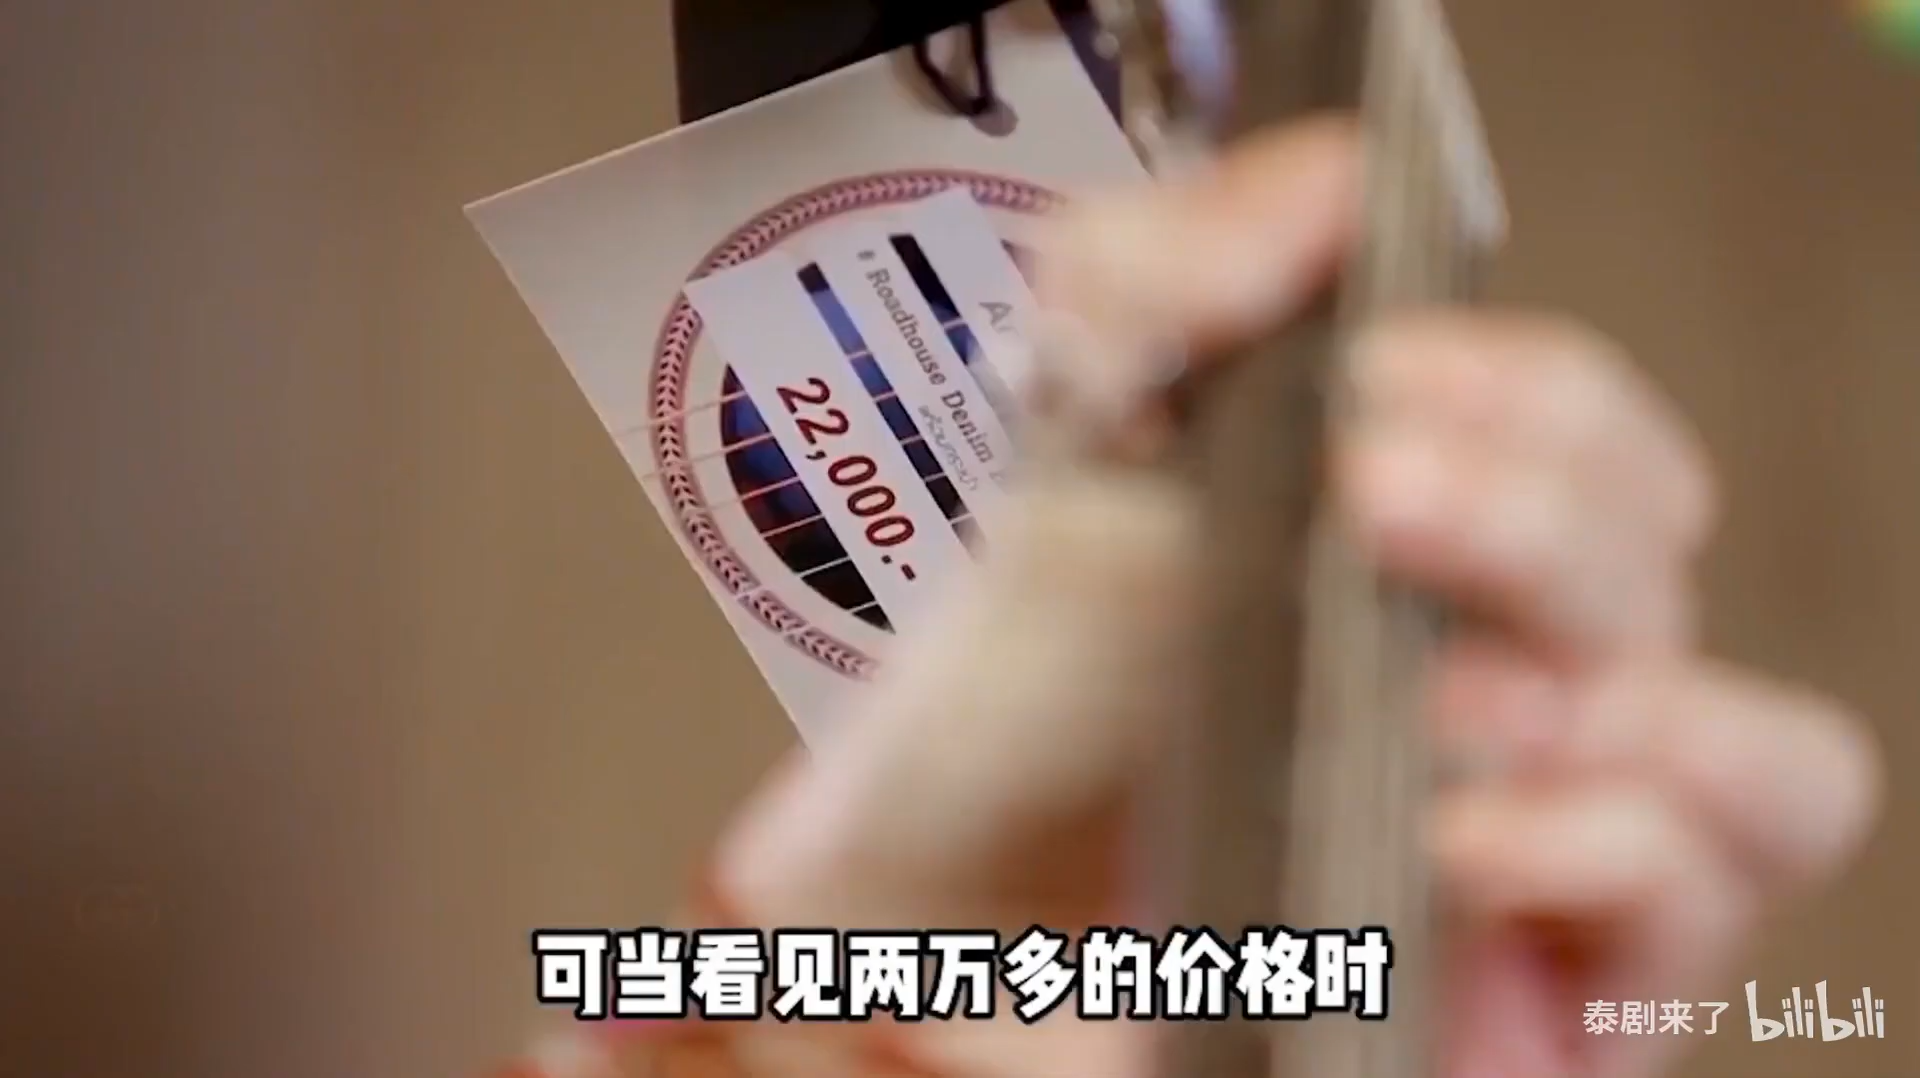 # Roadhouse Denim
22,000.-
可当看见两万多的价格时
泰剧来了 bilibili